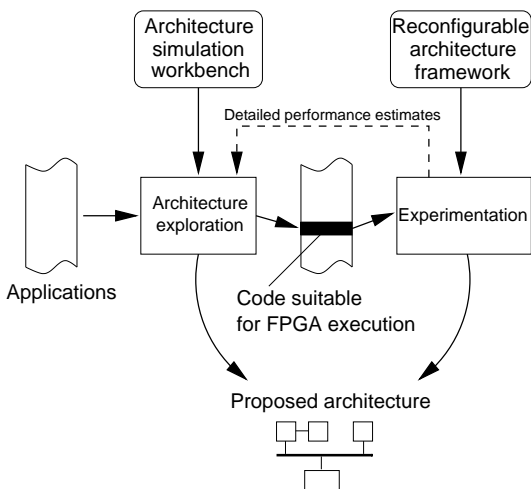 Architecture
simulation
workbench
Reconfigurable
architecture
framework
Detailed performance estimates
Architecture
exploration
Experimentation
Applications
Code suitable
for FPGA execution
Proposed architecture